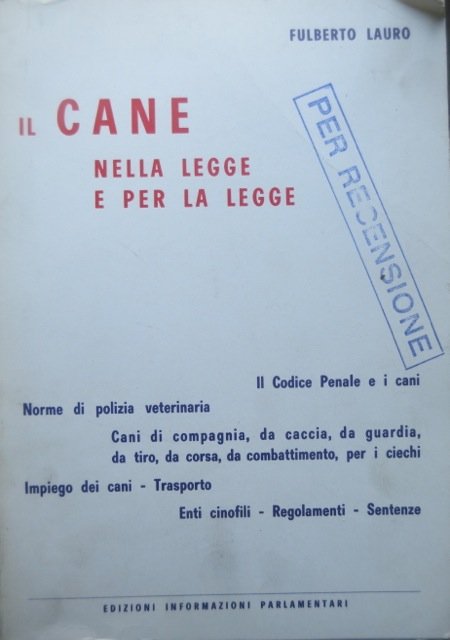 FULBERTO LAURO
IL CANE
NELLA LEGGE
E PER LA LEGGE
PER RECENSIONE
Il Codice Penale e i cani
Norme di polizia veterinaria
Cani di compagnia, da caccia, da guardia,
da tiro, da corsa, da combattimento, per i ciechi
Impiego dei cani - Trasporto
Enti cinofili - Regolamenti - Sentenze
EDIZIONI INFORMAZIONI PARLAMENTARI